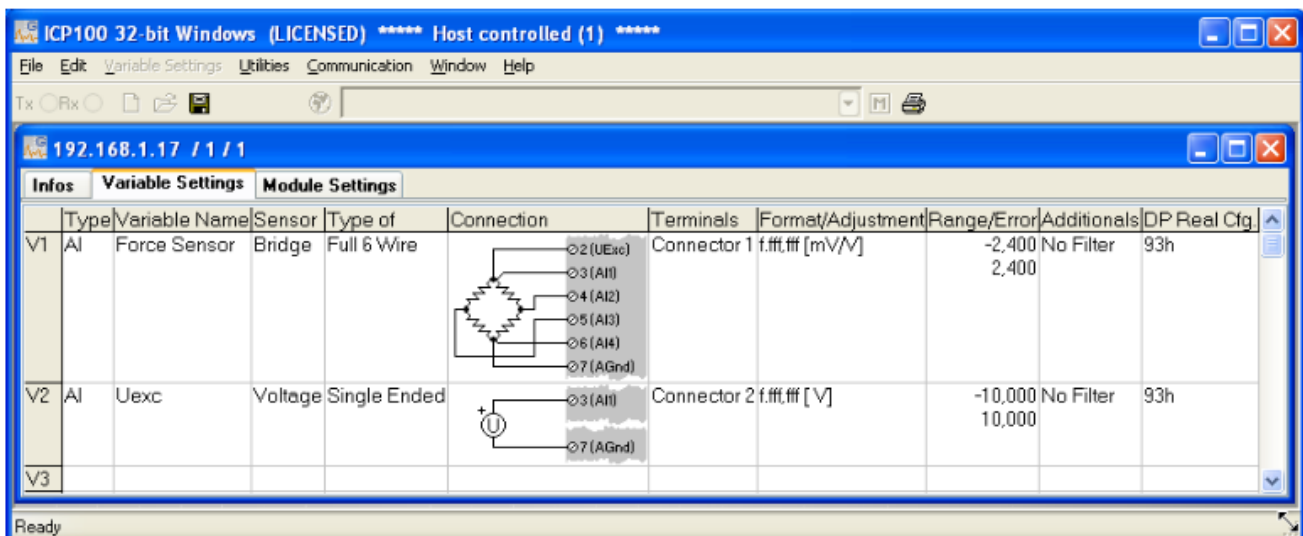 ICP100 32-bit Windows (LICENSED) ***** Host controlled (1) *****
File Edit Variable Settings Utilities Communication Window Help
Tx Rx M
192.168.1.17 / 1 / 1
Infos Variable Settings Module Settings
Type Variable Name Sensor Type of Connection Terminals Format/Adjustment Range/Error Additionals DP Real Cfg.
V1 AI Force Sensor Bridge Full 6 Wire 2 (UExc) Connector 1 f.fff,fff [mV/V] -2,400 No Filter 93h
3 (AI1) 2,400
4 (AI2)
5 (AI3)
6 (AI4)
7 (AGnd)
V2 AI Uexc Voltage Single Ended 3 (AI1) Connector 2 f.fff,fff [ V] -10,000 No Filter 93h
+ U 10,000
7 (AGnd)
V3
Ready